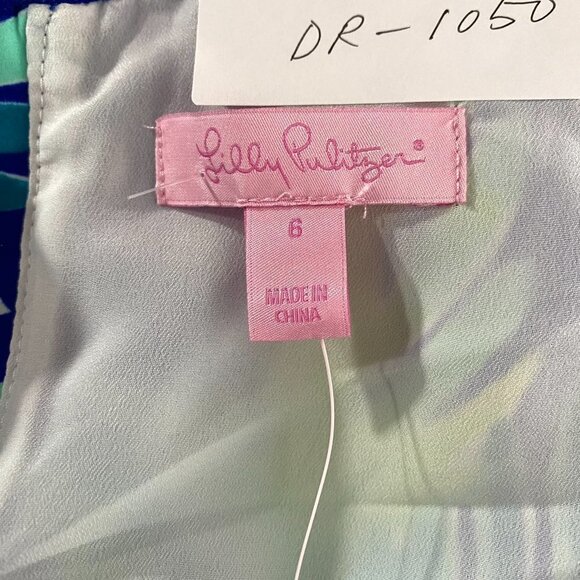 DR-1050
Lilly Pulitzer®
6
MADE IN
CHINA